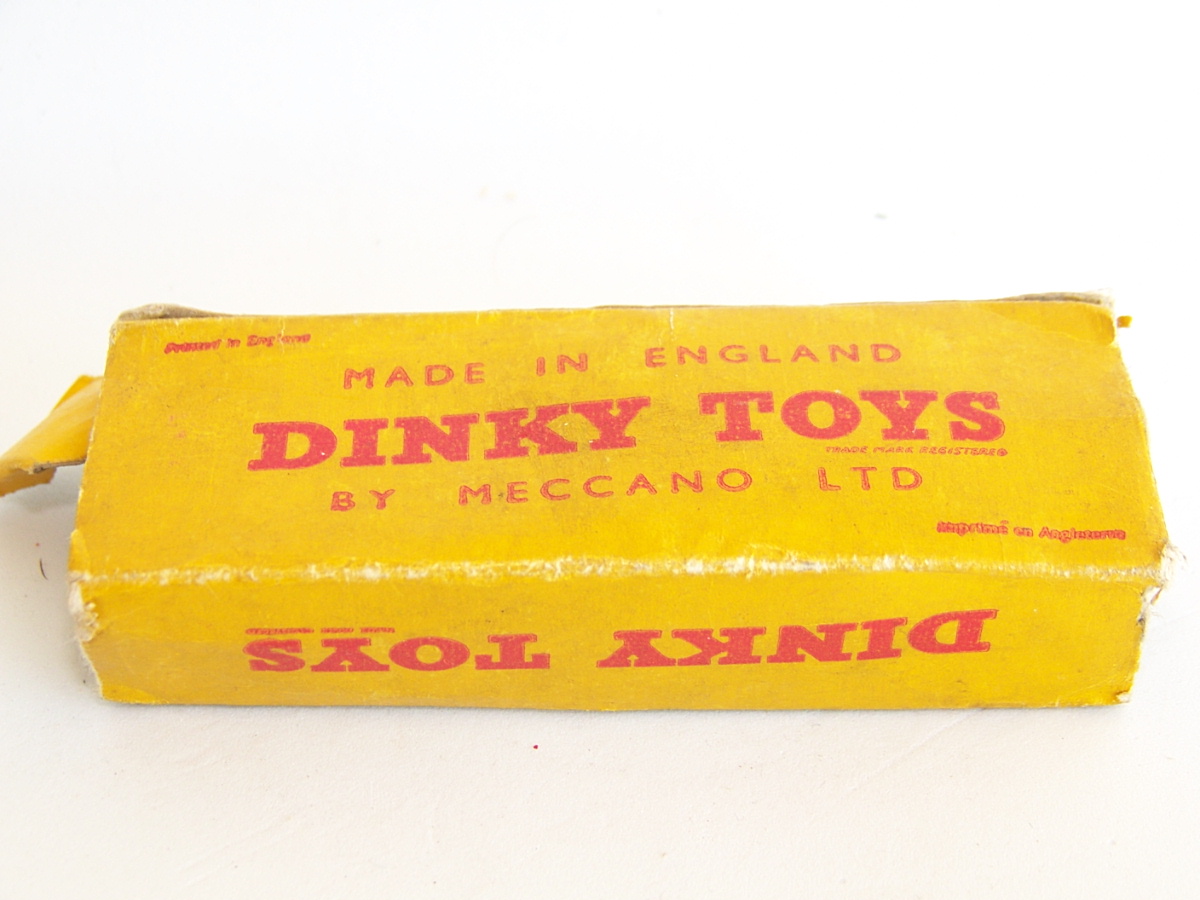 Printed in England
MADE IN ENGLAND
DINKY TOYS
TRADE MARK REGISTERED
BY MECCANO LTD
Imprimé en Angleterre
DINKY TOYS